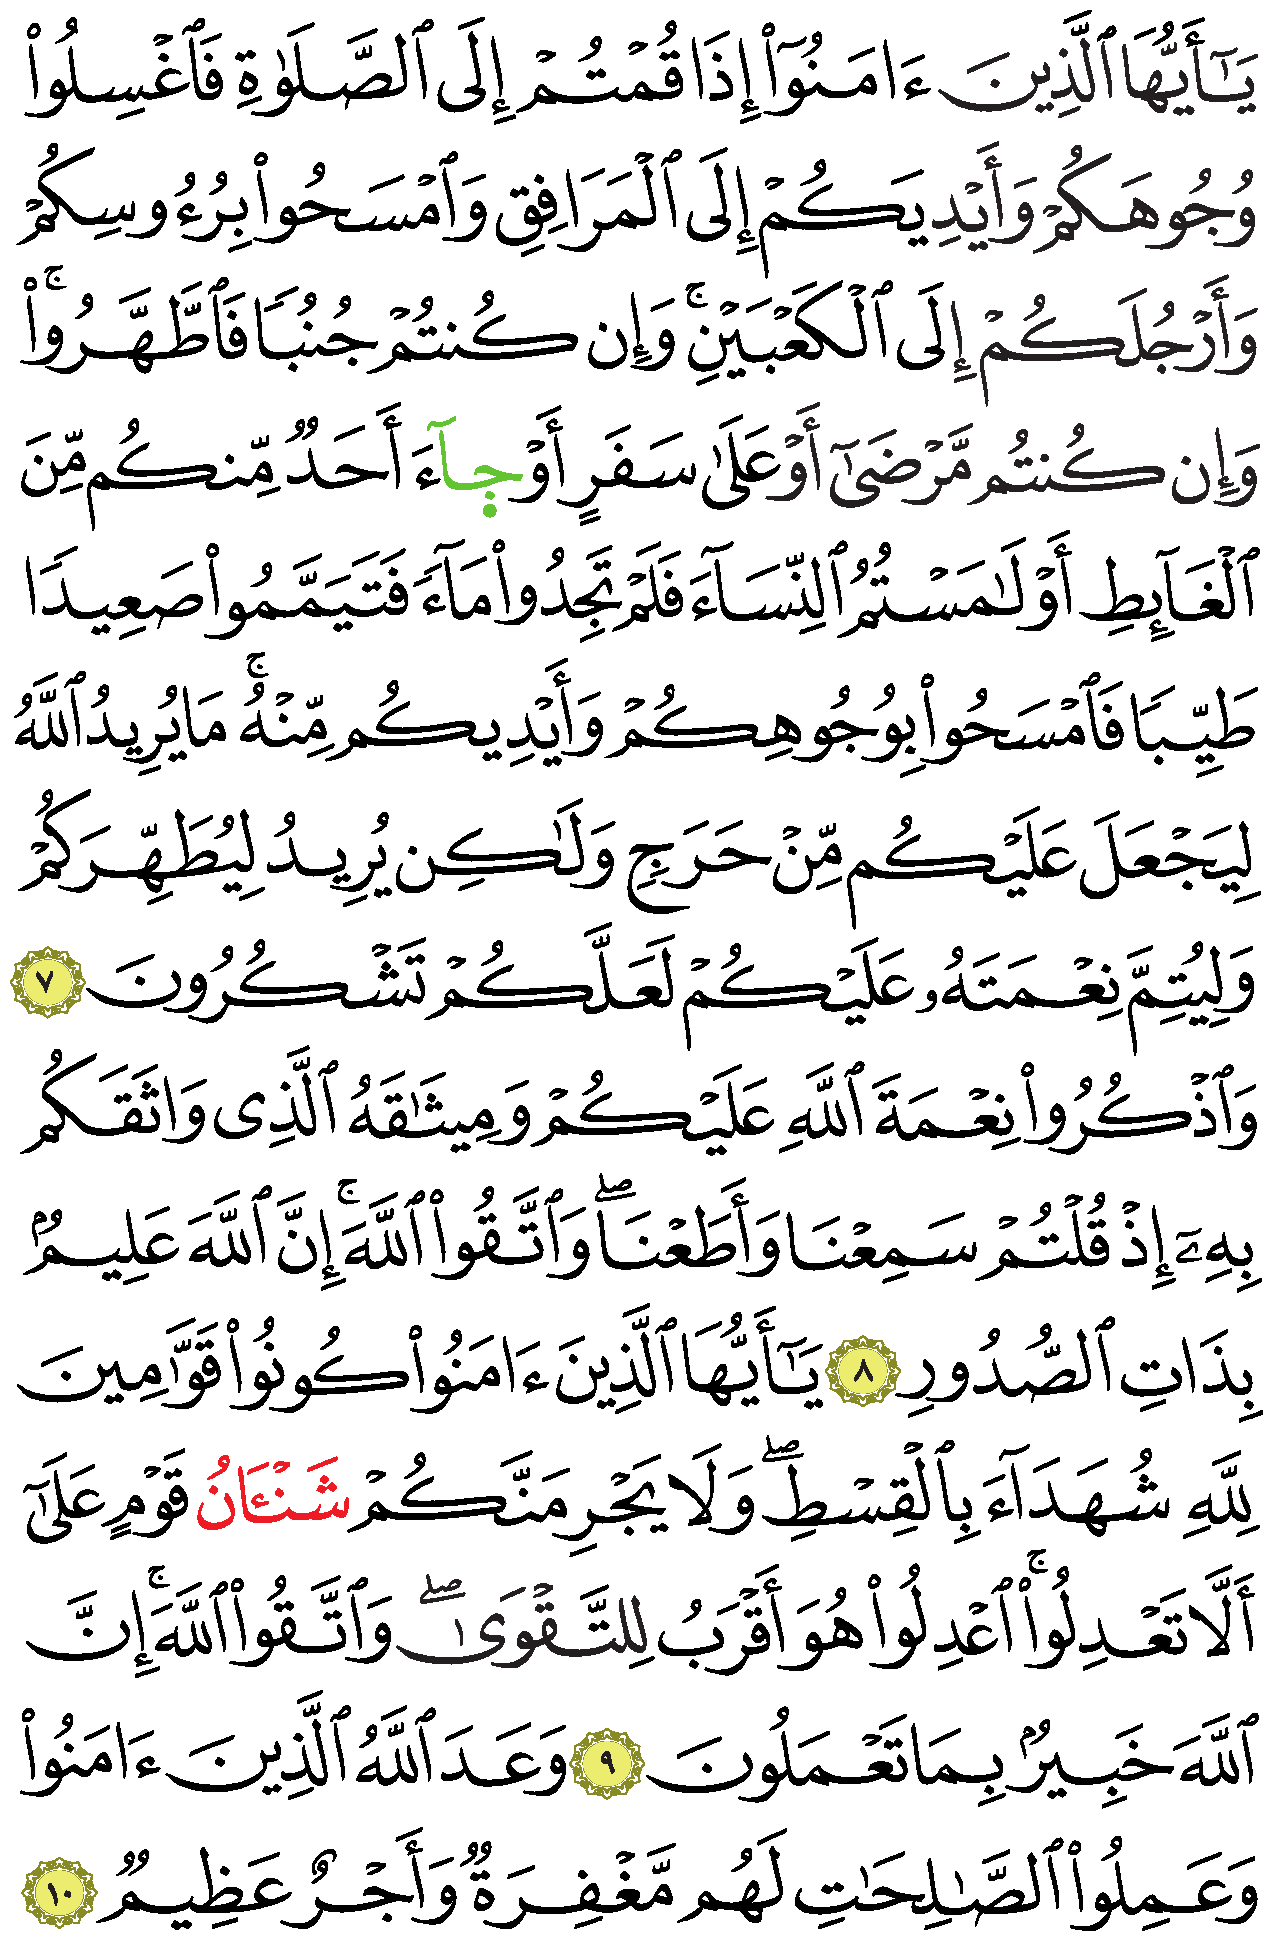 يَٰٓأَيُّهَا ٱلَّذِينَ ءَامَنُوٓا۟ إِذَا قُمْتُمْ إِلَى ٱلصَّلَوٰةِ فَٱغْسِلُوا۟
وُجُوهَكُمْ وَأَيْدِيَكُمْ إِلَى ٱلْمَرَافِقِ وَٱمْسَحُوا۟ بِرُءُوسِكُمْ
وَأَرْجُلَكُمْ إِلَى ٱلْكَعْبَيْنِ ۚ وَإِن كُنتُمْ جُنُبًا فَٱطَّهَّرُوا۟ ۚ
وَإِن كُنتُم مَّرْضَىٰٓ أَوْ عَلَىٰ سَفَرٍ أَوْ جَآءَ أَحَدٌ مِّنكُم مِّنَ
ٱلْغَآئِطِ أَوْ لَٰمَسْتُمُ ٱلنِّسَآءَ فَلَمْ تَجِدُوا۟ مَآءً فَتَيَمَّمُوا۟ صَعِيدًا
طَيِّبًا فَٱمْسَحُوا۟ بِوُجُوهِكُمْ وَأَيْدِيكُم مِّنْهُ ۚ مَا يُرِيدُ ٱللَّهُ
لِيَجْعَلَ عَلَيْكُم مِّنْ حَرَجٍ وَلَٰكِن يُرِيدُ لِيُطَهِّرَكُمْ
وَلِيُتِمَّ نِعْمَتَهُۥ عَلَيْكُمْ لَعَلَّكُمْ تَشْكُرُونَ ٧
وَٱذْكُرُوا۟ نِعْمَةَ ٱللَّهِ عَلَيْكُمْ وَمِيثَٰقَهُ ٱلَّذِى وَاثَقَكُم
بِهِۦٓ إِذْ قُلْتُمْ سَمِعْنَا وَأَطَعْنَا ۖ وَٱتَّقُوا۟ ٱللَّهَ ۚ إِنَّ ٱللَّهَ عَلِيمٌۢ
بِذَاتِ ٱلصُّدُورِ ٨ يَٰٓأَيُّهَا ٱلَّذِينَ ءَامَنُوا۟ كُونُوا۟ قَوَّٰمِينَ
لِلَّهِ شُهَدَآءَ بِٱلْقِسْطِ ۖ وَلَا يَجْرِمَنَّكُمْ شَنْـَٔانُ قَوْمٍ عَلَىٰٓ
أَلَّا تَعْدِلُوا۟ ۚ ٱعْدِلُوا۟ هُوَ أَقْرَبُ لِلتَّقْوَىٰ ۖ وَٱتَّقُوا۟ ٱللَّهَ ۚ إِنَّ
ٱللَّهَ خَبِيرٌۢ بِمَا تَعْمَلُونَ ٩ وَعَدَ ٱللَّهُ ٱلَّذِينَ ءَامَنُوا۟
وَعَمِلُوا۟ ٱلصَّٰلِحَٰتِ لَهُم مَّغْفِرَةٌ وَأَجْرٌ عَظِيمٌ ١٠